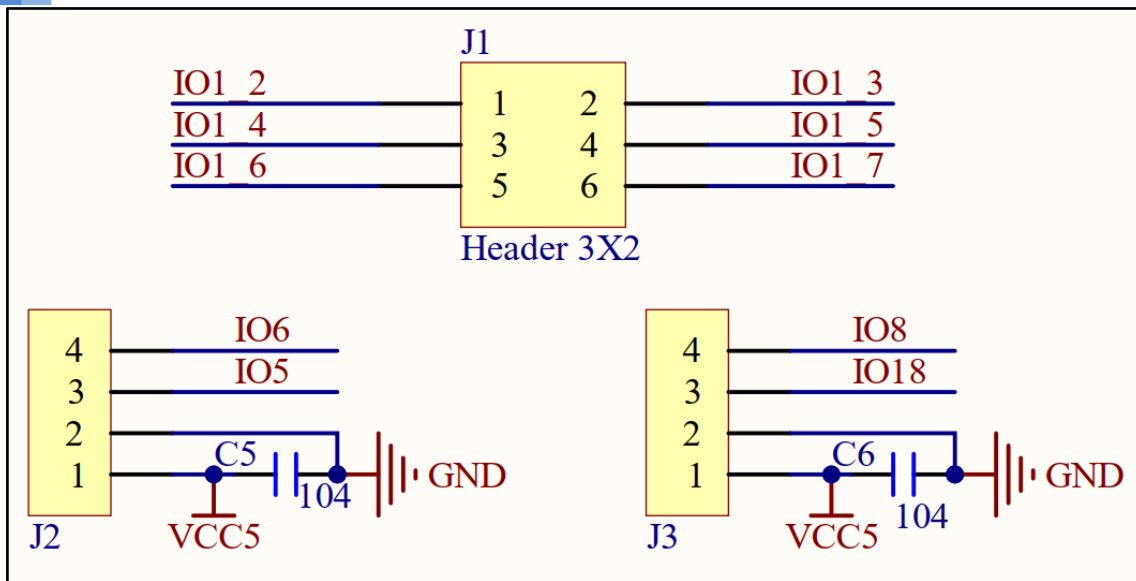 J1
IO1_2 1 2 IO1_3
IO1_4 3 4 IO1_5
IO1_6 5 6 IO1_7
Header 3X2
4 IO6
3 IO5
2
1 C5 GND
104
J2 VCC5
4 IO8
3 IO18
2
1 C6 GND
104
J3 VCC5